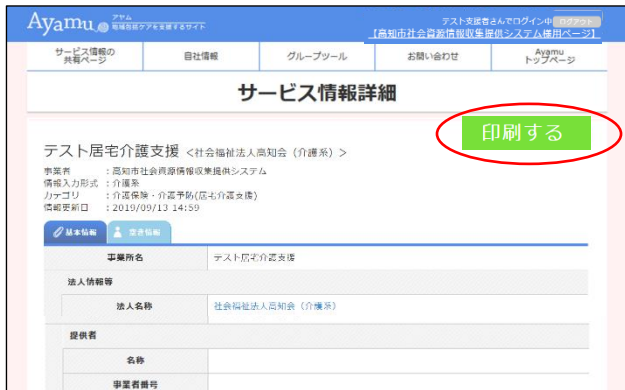 Ayamu アヤム
地域包括ケアを支援するサイト
テスト支援者さんでログイン中 ログアウト
【高知市社会資源情報収集提供システム様用ページ】
サービス情報の
共有ページ
自社情報
グループツール
お問い合わせ
Ayamu
トップページ
サービス情報詳細
印刷する
テスト居宅介護支援 <社会福祉法人高知会（介護系）>
事業者 ：高知市社会資源情報収集提供システム
情報入力形式 ：介護系
カテゴリ ：介護保険・介護予防(居宅介護支援)
情報更新日 ：2019/09/13 14:59
基本情報 空き情報
事業所名 テスト居宅介護支援
法人情報等
法人名称 社会福祉法人高知会（介護系）
提供者
名称
事業者番号